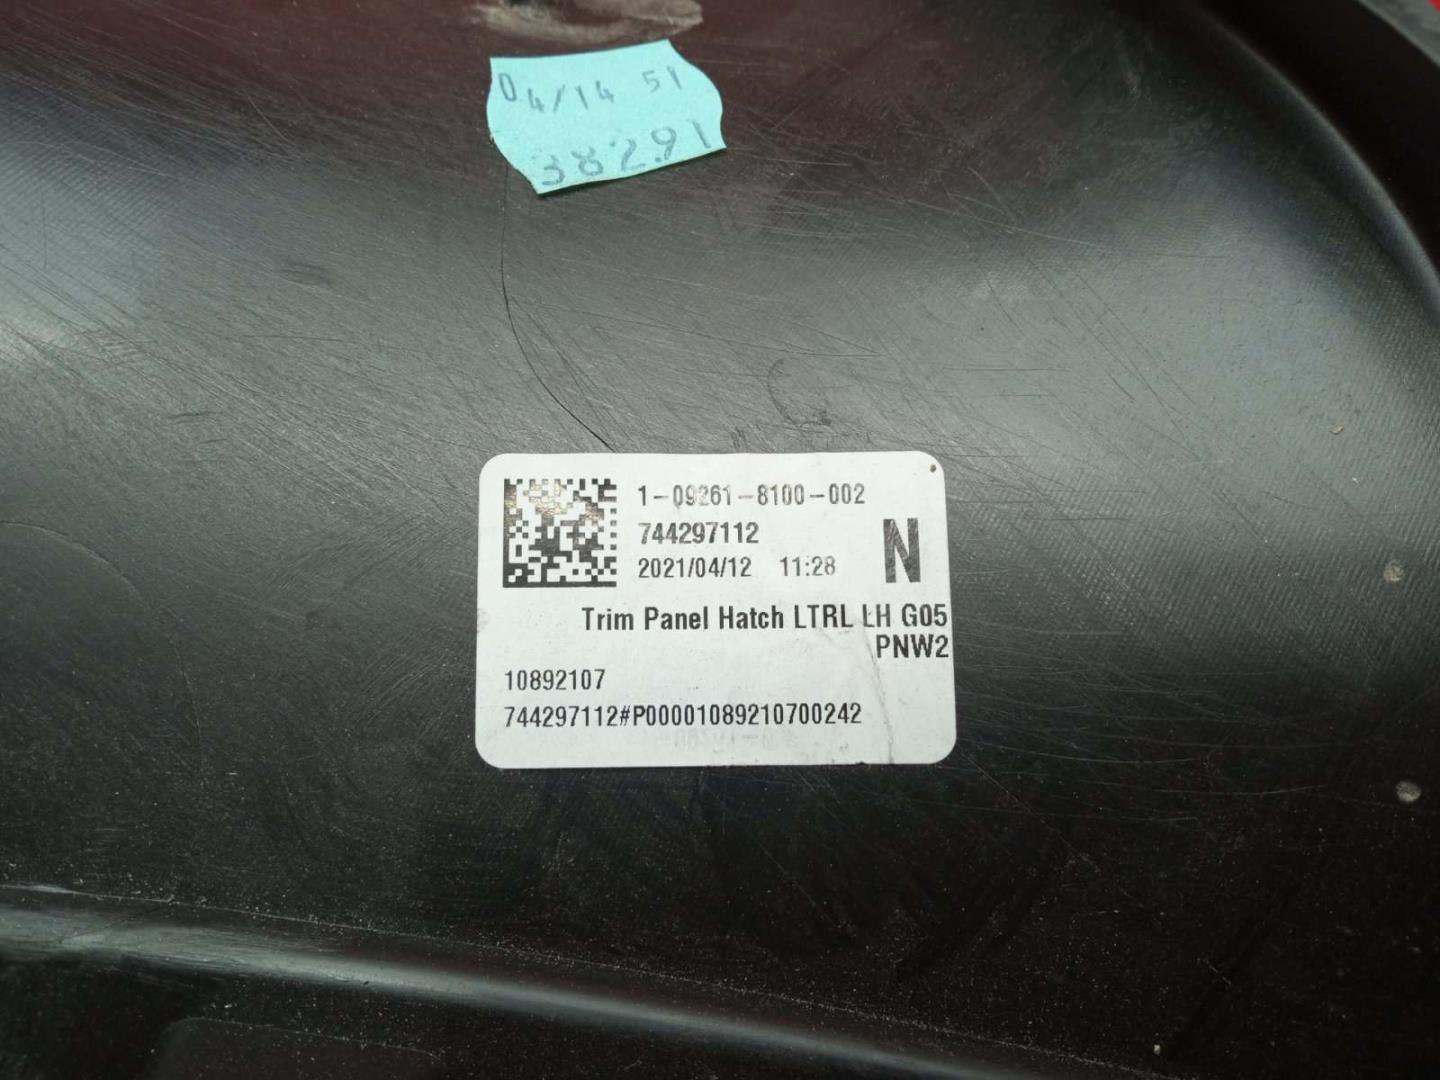 04/14 51
38291
1-09261-8100-002
744297112
N
2021/04/12 11:28
Trim Panel Hatch LTRL LH G05
PNW2
10892107
744297112#P00001089210700242